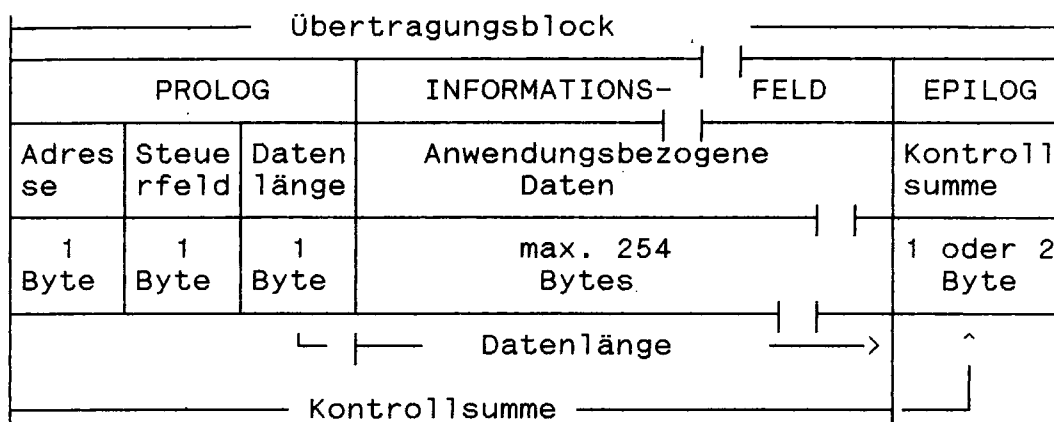 Übertragungsblock
PROLOG INFORMATIONS- FELD EPILOG
Adres Steue Daten Anwendungsbezogene Kontroll
se rfeld länge Daten summe
1 1 1 max. 254 1 oder 2
Byte Byte Byte Bytes Byte
Datenlänge
Kontrollsumme